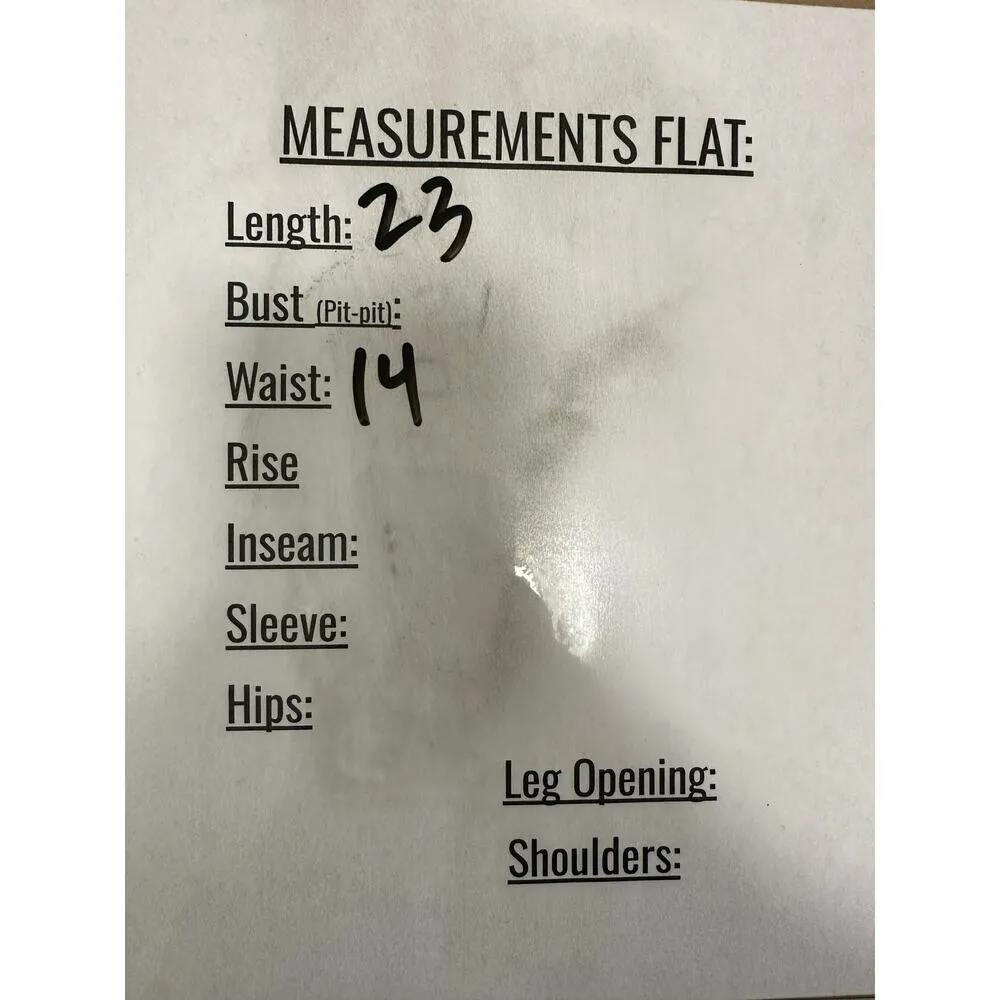 MEASUREMENTS FLAT:
Length: 23
Bust (Pit-pit):
Waist: 14
Rise
Inseam:
Sleeve:
Hips:
Leg Opening:
Shoulders: